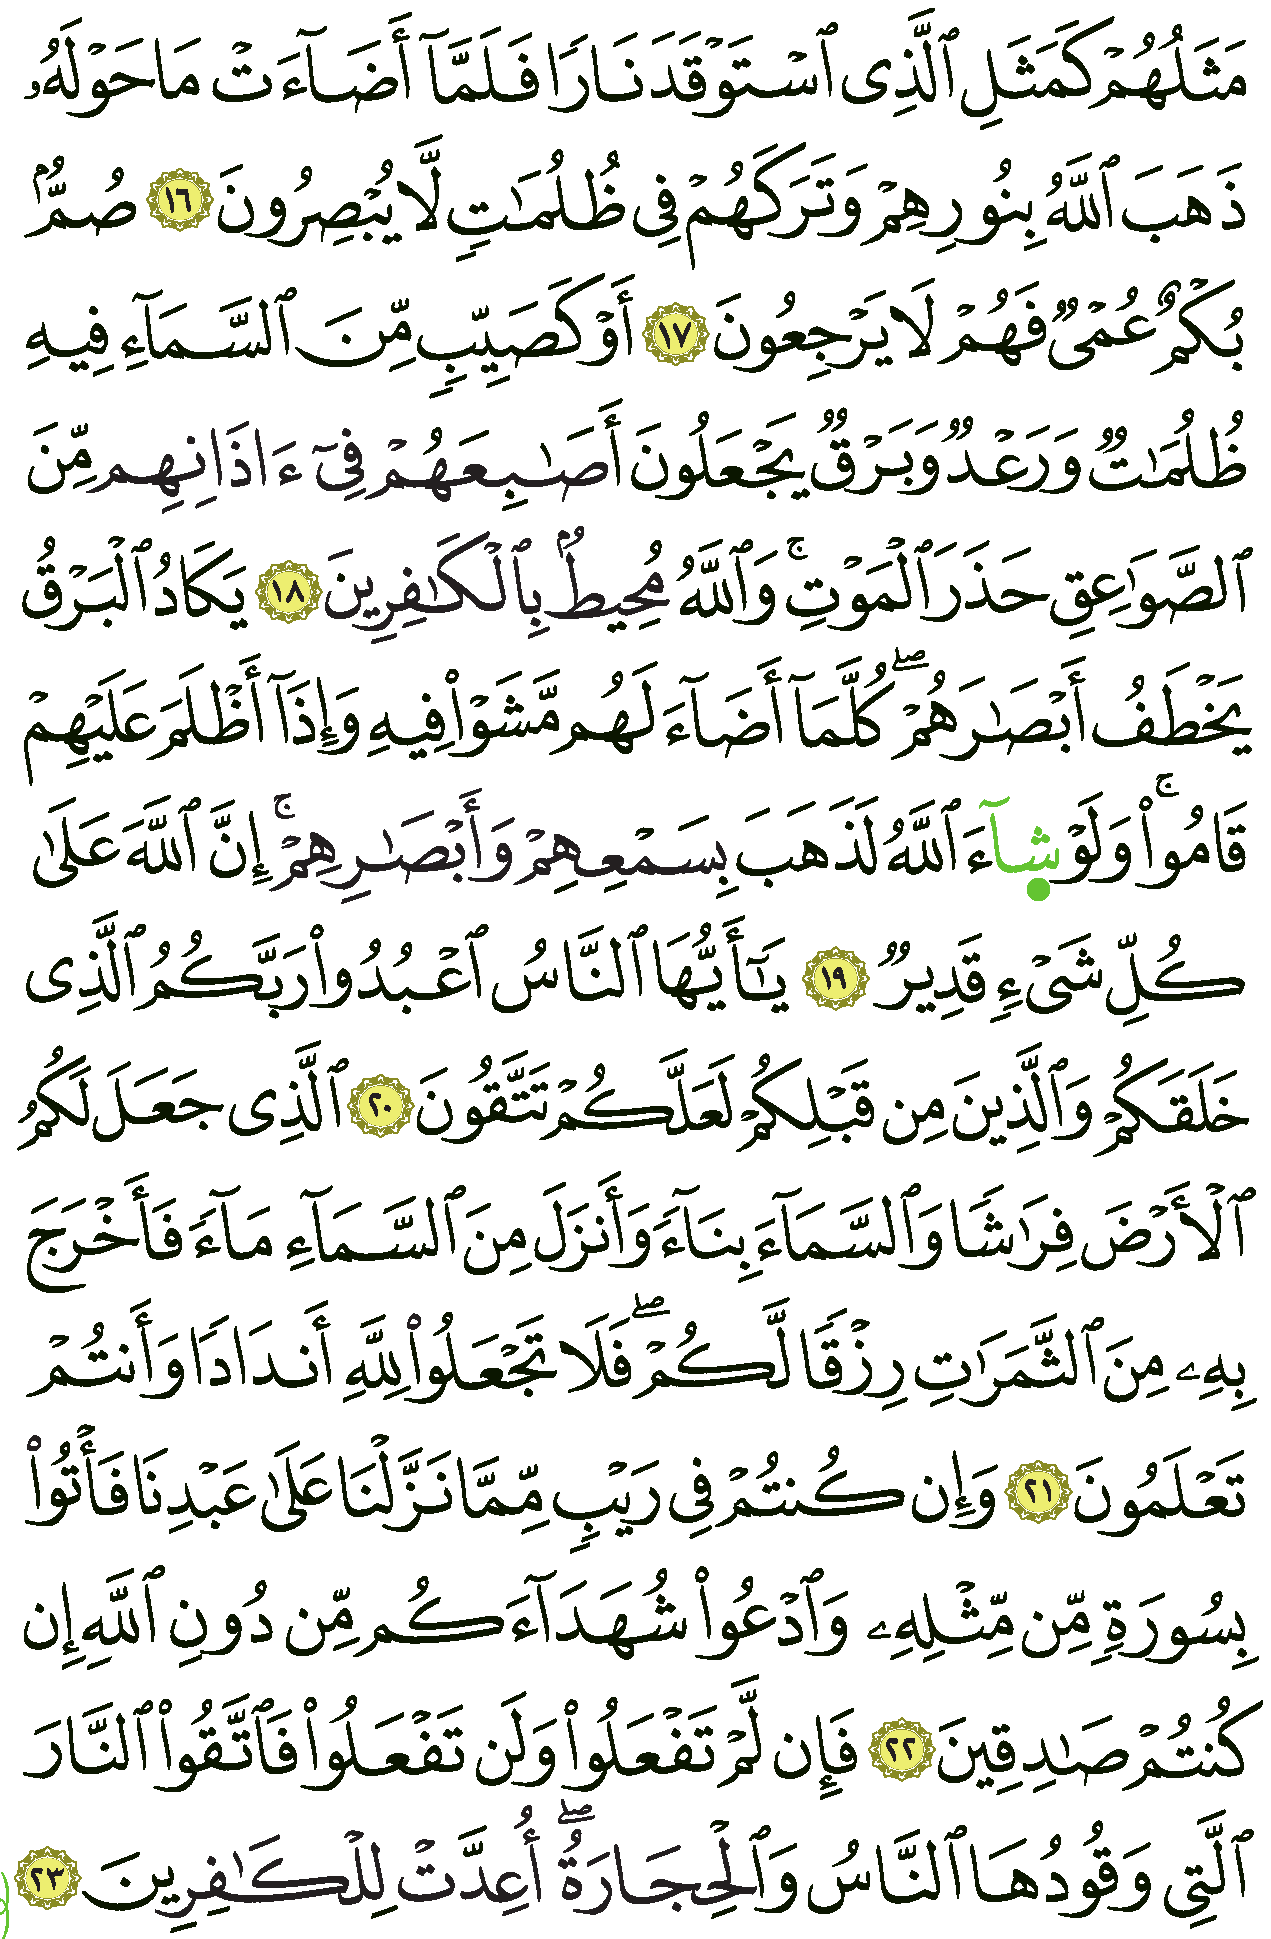 مَثَلُهُمۡ كَمَثَلِ ٱلَّذِى ٱسۡتَوۡقَدَ نَارٗا فَلَمَّآ أَضَآءَتۡ مَا حَوۡلَهُۥ
ذَهَبَ ٱللَّهُ بِنُورِهِمۡ وَتَرَكَهُمۡ فِى ظُلُمَٰتٖ لَّا يُبۡصِرُونَ ١٦ صُمُّۢ
بُكۡمٌ عُمۡىٞ فَهُمۡ لَا يَرۡجِعُونَ ١٧ أَوۡ كَصَيِّبٖ مِّنَ ٱلسَّمَآءِ فِيهِ
ظُلُمَٰتٞ وَرَعۡدٞ وَبَرۡقٞ يَجۡعَلُونَ أَصَٰبِعَهُمۡ فِىٓ ءَاذَانِهِم مِّنَ
ٱلصَّوَٰعِقِ حَذَرَ ٱلۡمَوۡتِۚ وَٱللَّهُ مُحِيطُۢ بِٱلۡكَٰفِرِينَ ١٨ يَكَادُ ٱلۡبَرۡقُ
يَخۡطَفُ أَبۡصَٰرَهُمۡۖ كُلَّمَآ أَضَآءَ لَهُم مَّشَوۡاْ فِيهِ وَإِذَآ أَظۡلَمَ عَلَيۡهِمۡ
قَامُواْۚ وَلَوۡ شَآءَ ٱللَّهُ لَذَهَبَ بِسَمۡعِهِمۡ وَأَبۡصَٰرِهِمۡۚ إِنَّ ٱللَّهَ عَلَىٰ
كُلِّ شَىۡءٖ قَدِيرٞ ١٩ يَٰٓأَيُّهَا ٱلنَّاسُ ٱعۡبُدُواْ رَبَّكُمُ ٱلَّذِى
خَلَقَكُمۡ وَٱلَّذِينَ مِن قَبۡلِكُمۡ لَعَلَّكُمۡ تَتَّقُونَ ٢٠ ٱلَّذِى جَعَلَ لَكُمُ
ٱلۡأَرۡضَ فِرَٰشٗا وَٱلسَّمَآءَ بِنَآءٗ وَأَنزَلَ مِنَ ٱلسَّمَآءِ مَآءٗ فَأَخۡرَجَ
بِهِۦ مِنَ ٱلثَّمَرَٰتِ رِزۡقٗا لَّكُمۡۖ فَلَا تَجۡعَلُواْ لِلَّهِ أَندَادٗا وَأَنتُمۡ
تَعۡلَمُونَ ٢١ وَإِن كُنتُمۡ فِى رَيۡبٖ مِّمَّا نَزَّلۡنَا عَلَىٰ عَبۡدِنَا فَأۡتُواْ
بِسُورَةٖ مِّن مِّثۡلِهِۦ وَٱدۡعُواْ شُهَدَآءَكُم مِّن دُونِ ٱللَّهِ إِن
كُنتُمۡ صَٰدِقِينَ ٢٢ فَإِن لَّمۡ تَفۡعَلُواْ وَلَن تَفۡعَلُواْ فَٱتَّقُواْ ٱلنَّارَ
ٱلَّتِى وَقُودُهَا ٱلنَّاسُ وَٱلۡحِجَارَةُۖ أُعِدَّتۡ لِلۡكَٰفِرِينَ ٢٣